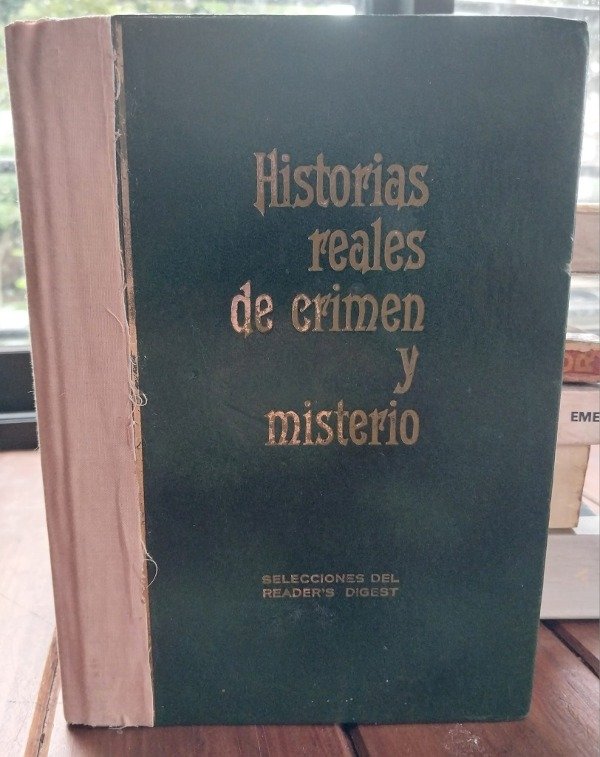 Historias
reales
de crimen
y
misterio
SELECCIONES DEL
READER'S DIGEST
EME